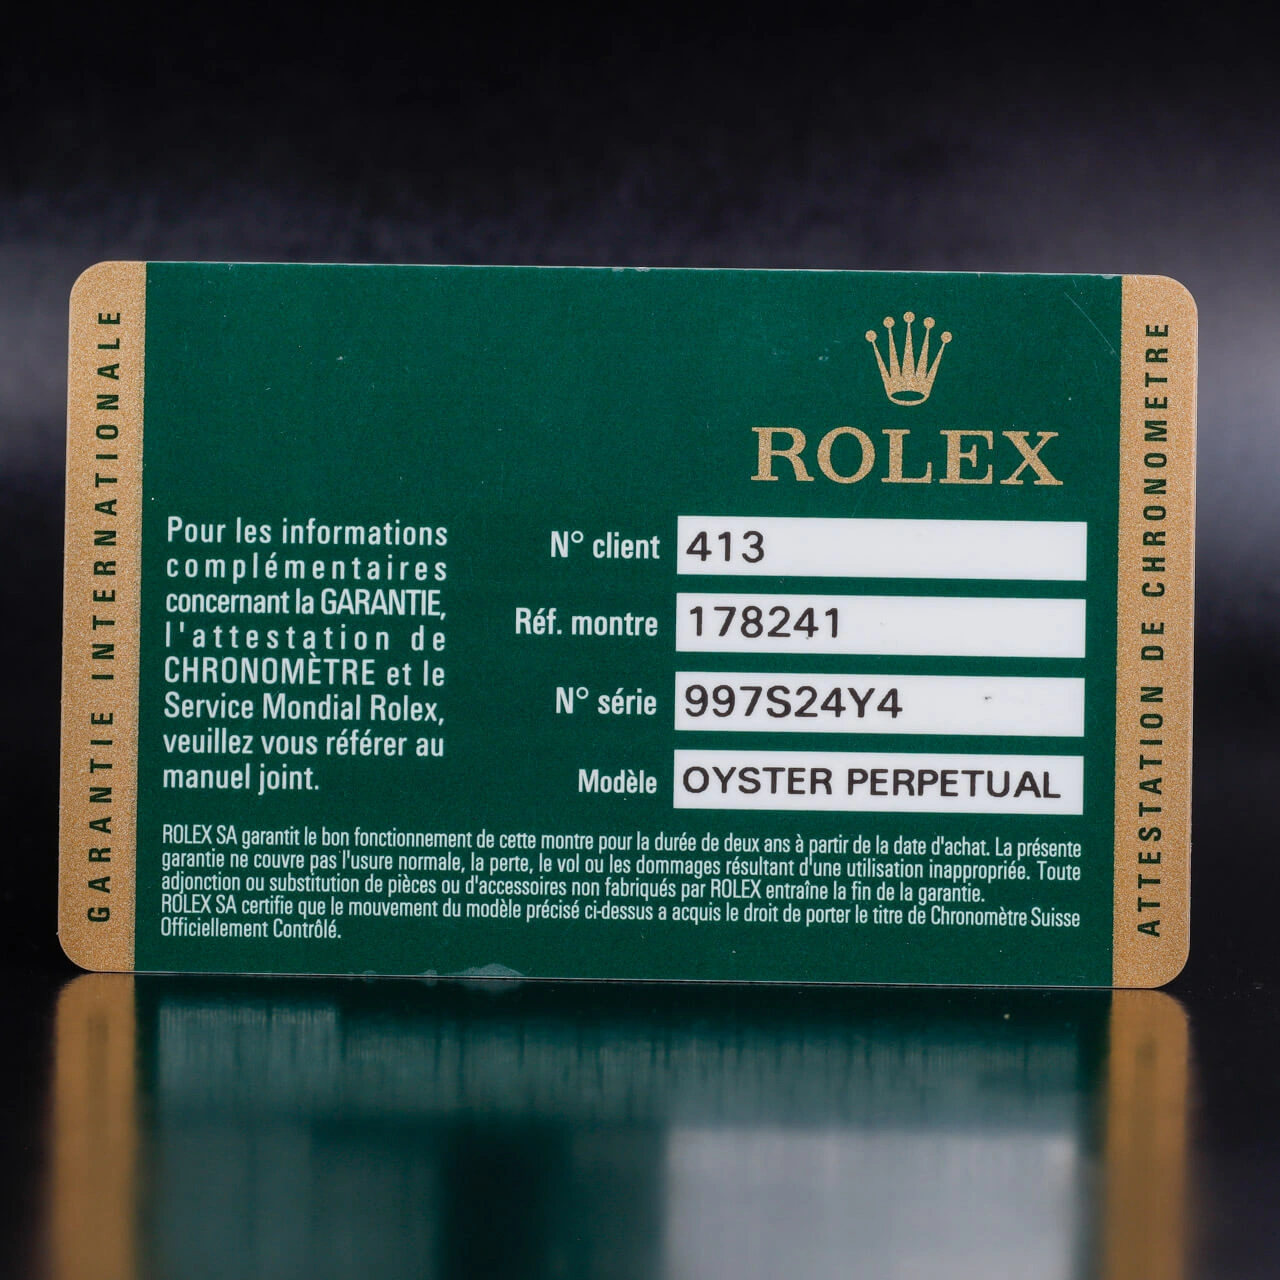 GARANTIE INTERNATIONALE
ROLEX
Pour les informations
complémentaires
concernant la GARANTIE,
l'attestation de
CHRONOMÈTRE et le
Service Mondial Rolex,
veuillez vous référer au
manuel joint.
N° client 413
Réf. montre 178241
N° série 997S24Y4
Modèle OYSTER PERPETUAL
ROLEX SA garantit le bon fonctionnement de cette montre pour la durée de deux ans à partir de la date d'achat. La présente
garantie ne couvre pas l'usure normale, la perte, le vol ou les dommages résultant d'une utilisation inappropriée. Toute
adjonction ou substitution de pièces ou d'accessoires non fabriqués par ROLEX entraîne la fin de la garantie.
ROLEX SA certifie que le mouvement du modèle précisé ci-dessus a acquis le droit de porter le titre de Chronomètre Suisse
Officiellement Contrôlé.
ATTESTATION DE CHRONOMETRE